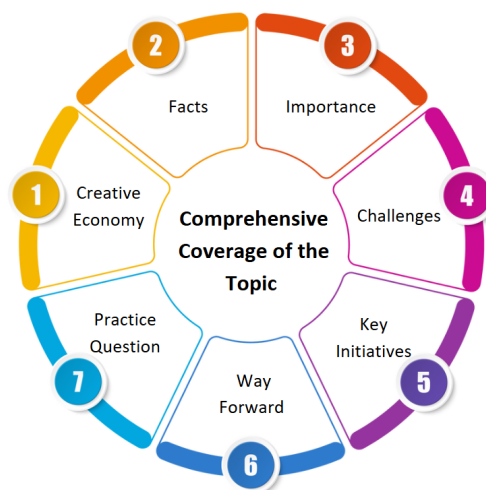 Comprehensive
Coverage of the
Topic
1
Creative
Economy
2
Facts
3
Importance
4
Challenges
5
Key
Initiatives
6
Way
Forward
7
Practice
Question